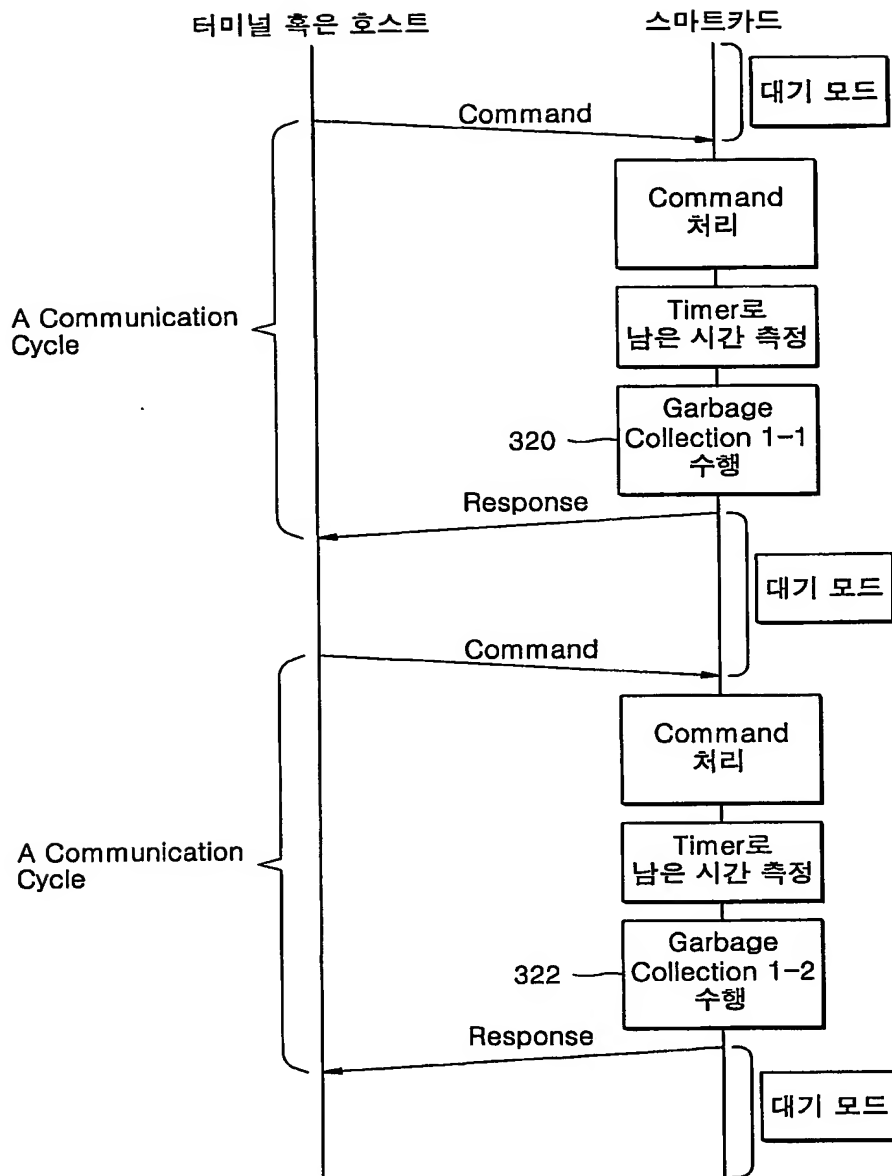 터미널 혹은 호스트
스마트카드
대기 모드
Command
Command
처리
Timer로
남은 시간 측정
A Communication
Cycle
320
Garbage
Collection 1-1
수행
Response
대기 모드
Command
Command
처리
Timer로
남은 시간 측정
A Communication
Cycle
322
Garbage
Collection 1-2
수행
Response
대기 모드